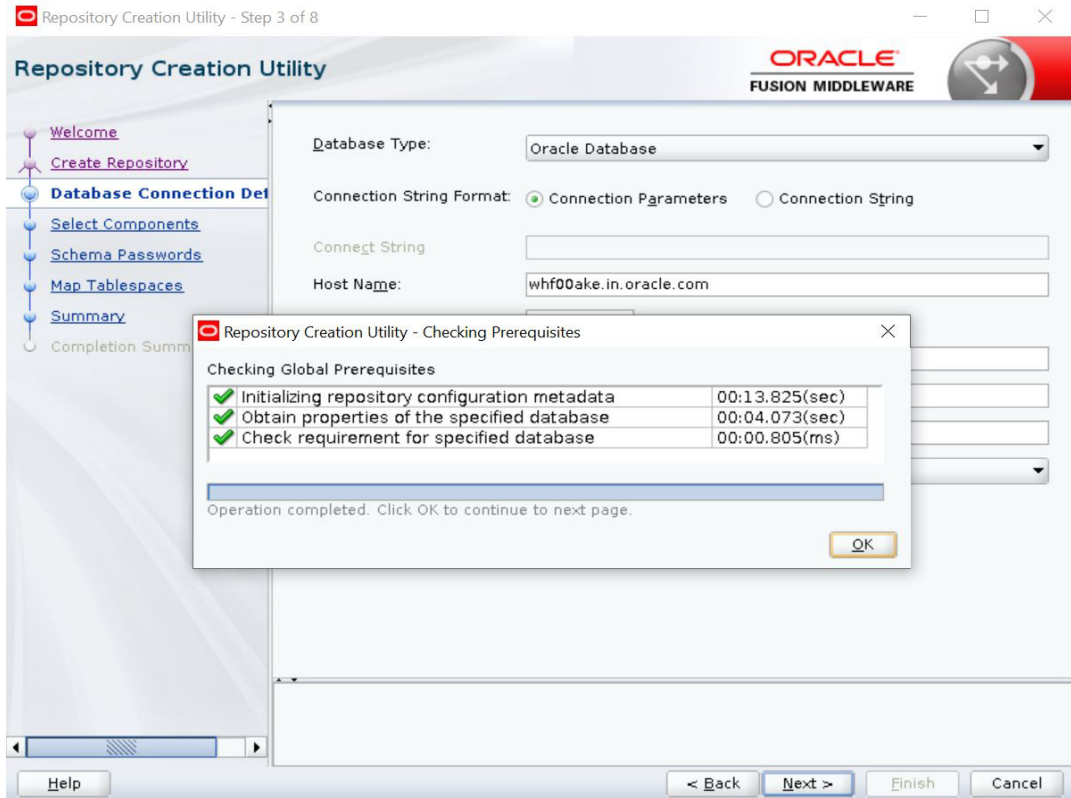 Repository Creation Utility - Step 3 of 8
Repository Creation Utility
ORACLE
FUSION MIDDLEWARE
Welcome
Create Repository
Database Connection Det
Select Components
Schema Passwords
Map Tablespaces
Summary
Completion Summ
Database Type:
Oracle Database
Connection String Format:
Connection Parameters
Connection String
Connect String
Host Name:
whf00ake.in.oracle.com
Repository Creation Utility - Checking Prerequisites
Checking Global Prerequisites
Initializing repository configuration metadata 00:13.825(sec)
Obtain properties of the specified database 00:04.073(sec)
Check requirement for specified database 00:00.805(ms)
Operation completed. Click OK to continue to next page.
OK
Help
< Back
Next >
Finish
Cancel